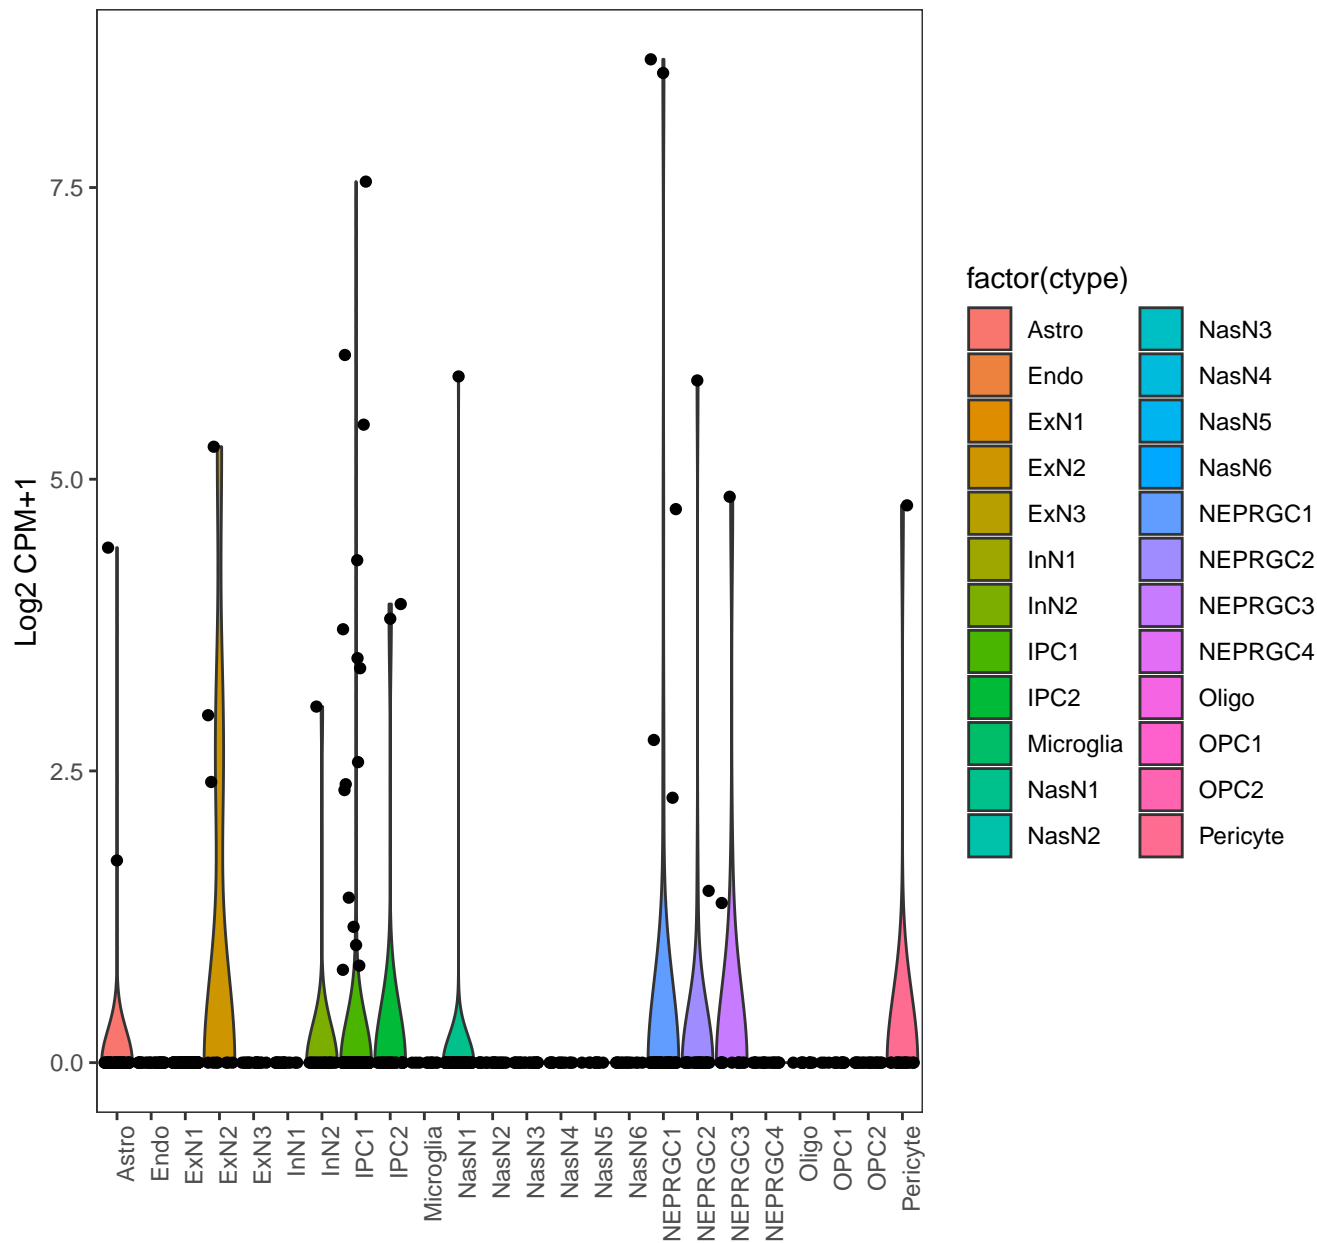 Log2 CPM+1
7.5
5.0
2.5
0.0
Astro
Endo
ExN1
ExN2
ExN3
InN1
InN2
IPC1
IPC2
Microglia
NasN1
NasN2
NasN3
NasN4
NasN5
NasN6
NEPRGC1
NEPRGC2
NEPRGC3
NEPRGC4
Oligo
OPC1
OPC2
Pericyte
factor(ctype)
Astro
Endo
ExN1
ExN2
ExN3
InN1
InN2
IPC1
IPC2
Microglia
NasN1
NasN2
NasN3
NasN4
NasN5
NasN6
NEPRGC1
NEPRGC2
NEPRGC3
NEPRGC4
Oligo
OPC1
OPC2
Pericyte